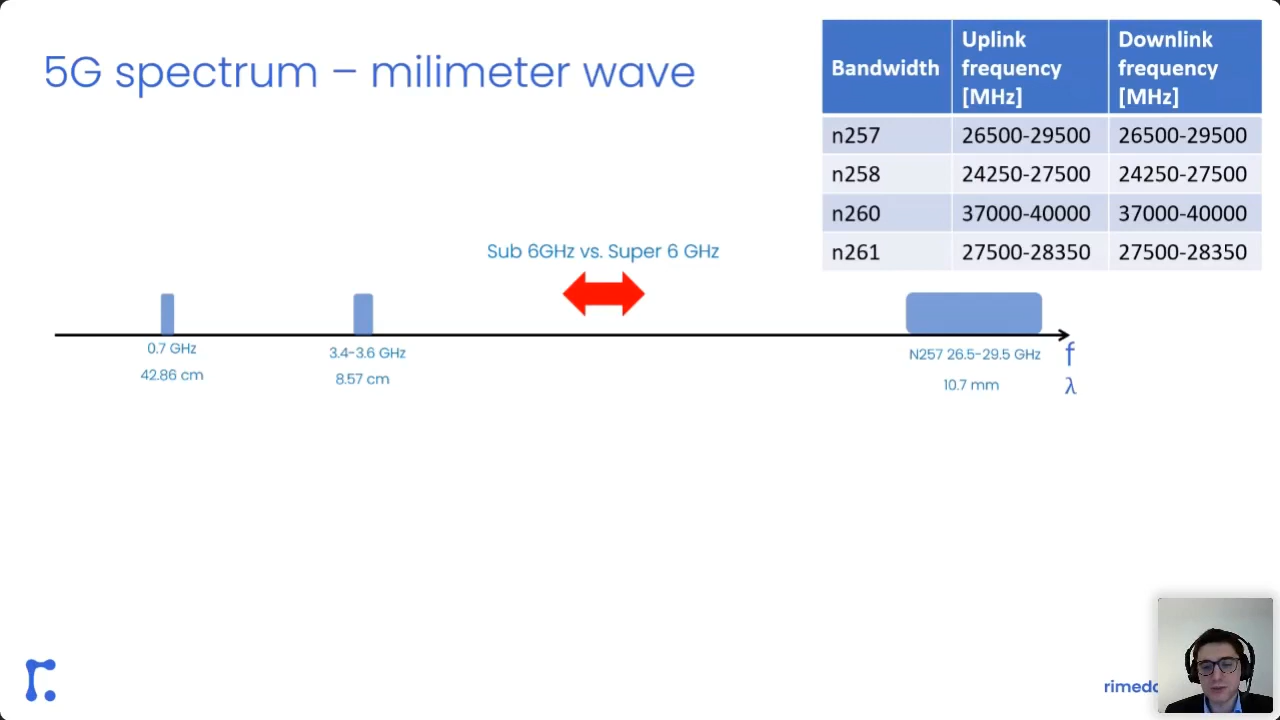 5G spectrum – milimeter wave
Bandwidth Uplink frequency [MHz] Downlink frequency [MHz]
n257 26500-29500 26500-29500
n258 24250-27500 24250-27500
n260 37000-40000 37000-40000
n261 27500-28350 27500-28350
Sub 6GHz vs. Super 6 GHz
0.7 GHz 3.4-3.6 GHz N257 26.5-29.5 GHz f
42.86 cm 8.57 cm 10.7 mm λ